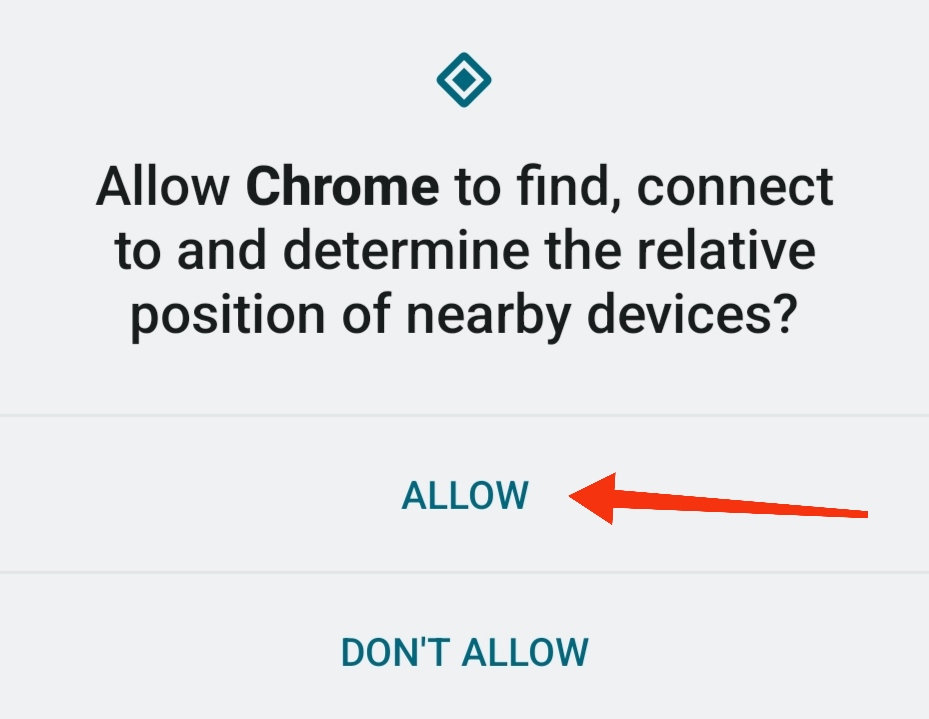 Allow Chrome to find, connect
to and determine the relative
position of nearby devices?
ALLOW
DON'T ALLOW